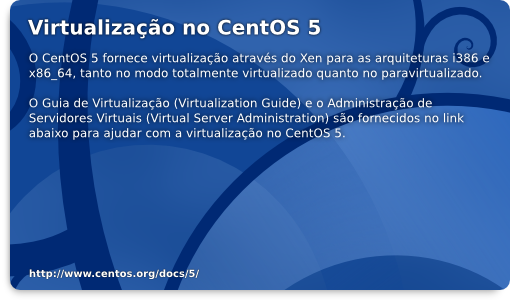 Virtualização no CentOS 5
O CentOS 5 fornece virtualização através do Xen para as arquiteturas i386 e
x86_64, tanto no modo totalmente virtualizado quanto no paravirtualizado.
O Guia de Virtualização (Virtualization Guide) e o Administração de
Servidores Virtuais (Virtual Server Administration) são fornecidos no link
abaixo para ajudar com a virtualização no CentOS 5.
http://www.centos.org/docs/5/